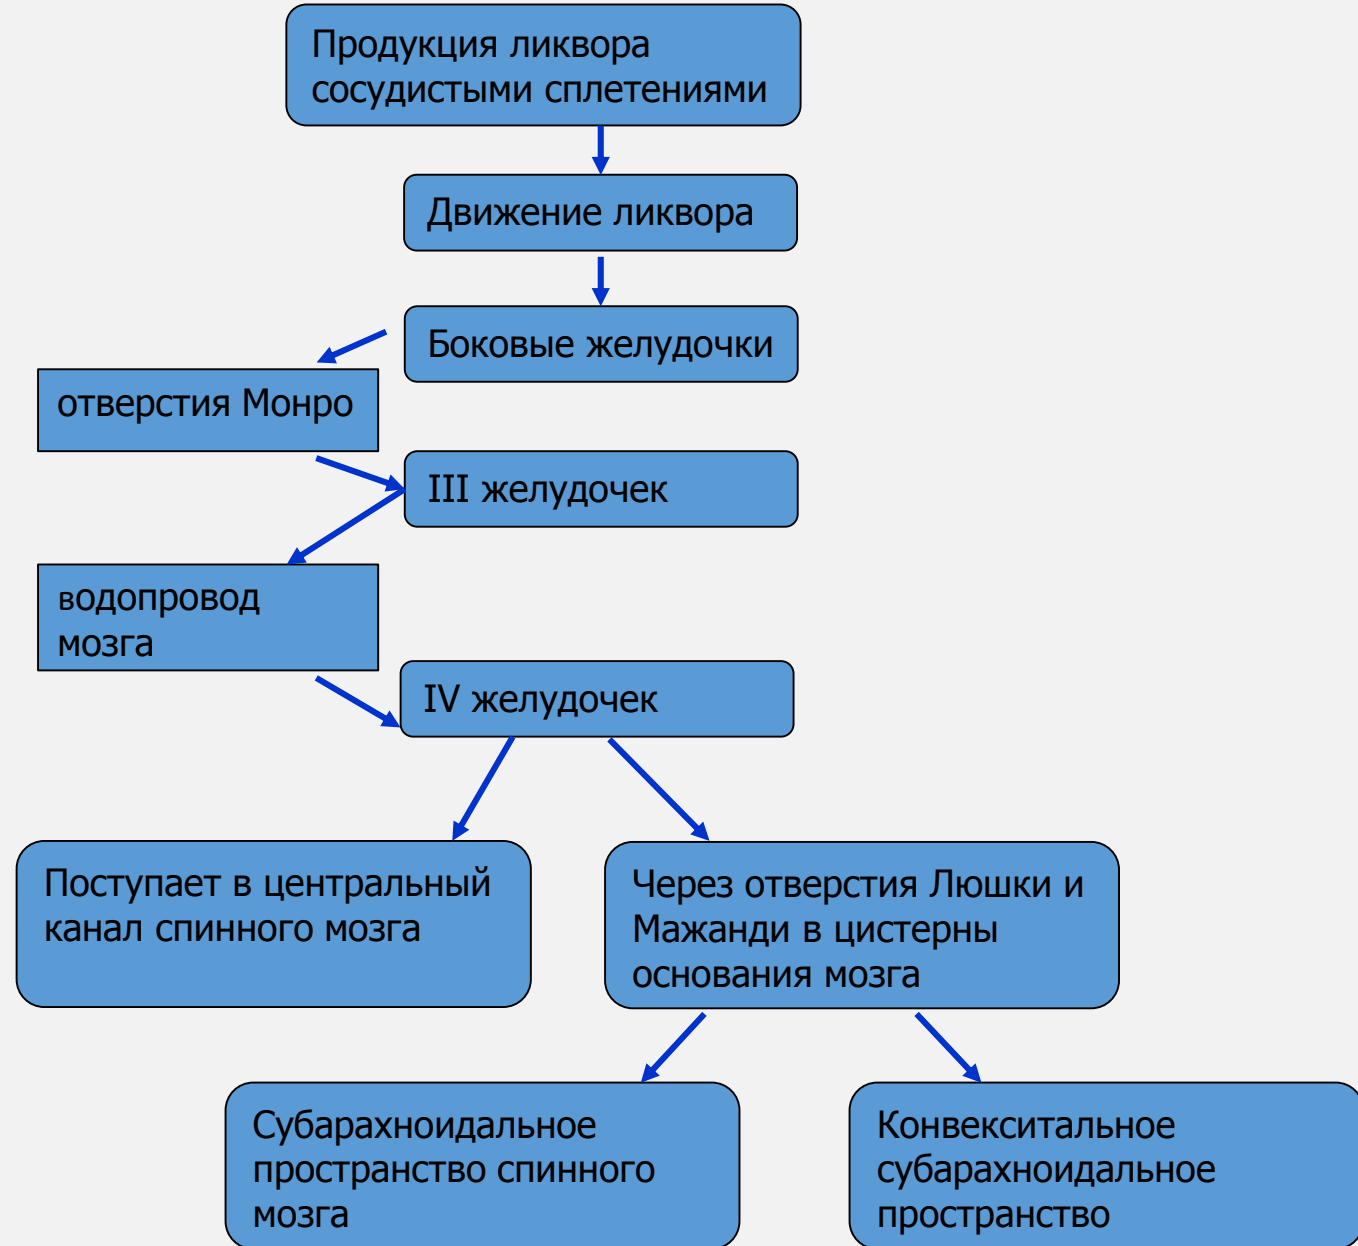 Продукция ликвора
сосудистыми сплетениями
Движение ликвора
Боковые желудочки
отверстия Монро
III желудочек
водопровод
мозга
IV желудочек
Поступает в центральный
канал спинного мозга
Через отверстия Люшки и
Мажанди в цистерны
основания мозга
Субарахноидальное
пространство спинного
мозга
Конвекситальное
субарахноидальное
пространство